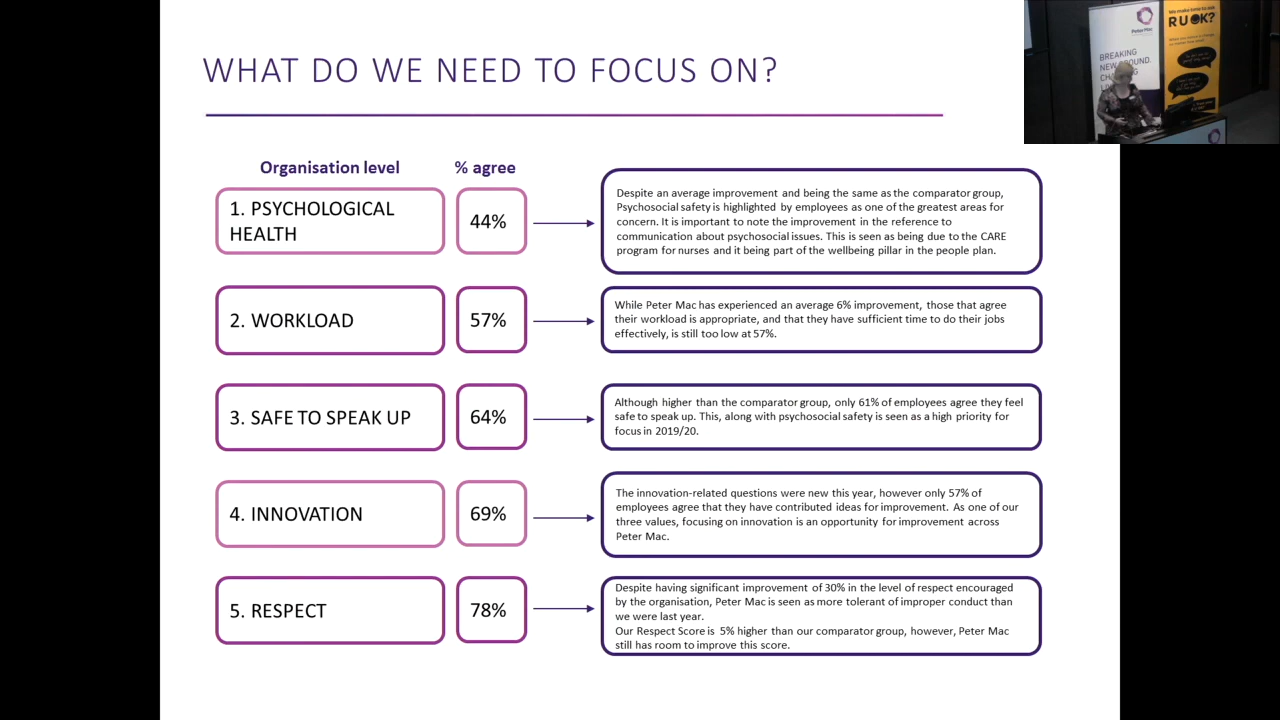 WHAT DO WE NEED TO FOCUS ON?
Organisation level
% agree
1. PSYCHOLOGICAL
HEALTH
44%
Despite an average improvement and being the same as the comparator group,
Psychosocial safety is highlighted by employees as one of the greatest areas for
concern. It is important to note the improvement in the reference to
communication about psychosocial issues. This is seen as being due to the CARE
program for nurses and it being part of the wellbeing pillar in the people plan.
2. WORKLOAD
57%
While Peter Mac has experienced an average 6% improvement, those that agree
their workload is appropriate, and that they have sufficient time to do their jobs
effectively, is still too low at 57%.
3. SAFE TO SPEAK UP
64%
Although higher than the comparator group, only 61% of employees agree they feel
safe to speak up. This, along with psychosocial safety is seen as a high priority for
focus in 2019/20.
4. INNOVATION
69%
The innovation-related questions were new this year, however only 57% of
employees agree that they have contributed ideas for improvement. As one of our
three values, focusing on innovation is an opportunity for improvement across
Peter Mac.
5. RESPECT
78%
Despite having significant improvement of 30% in the level of respect encouraged
by the organisation, Peter Mac is seen as more tolerant of improper conduct than
we were last year.
Our Respect Score is 5% higher than our comparator group, however, Peter Mac
still has room to improve this score.
Peter Mac
BREAKING
NEW GROUND
R U OK?